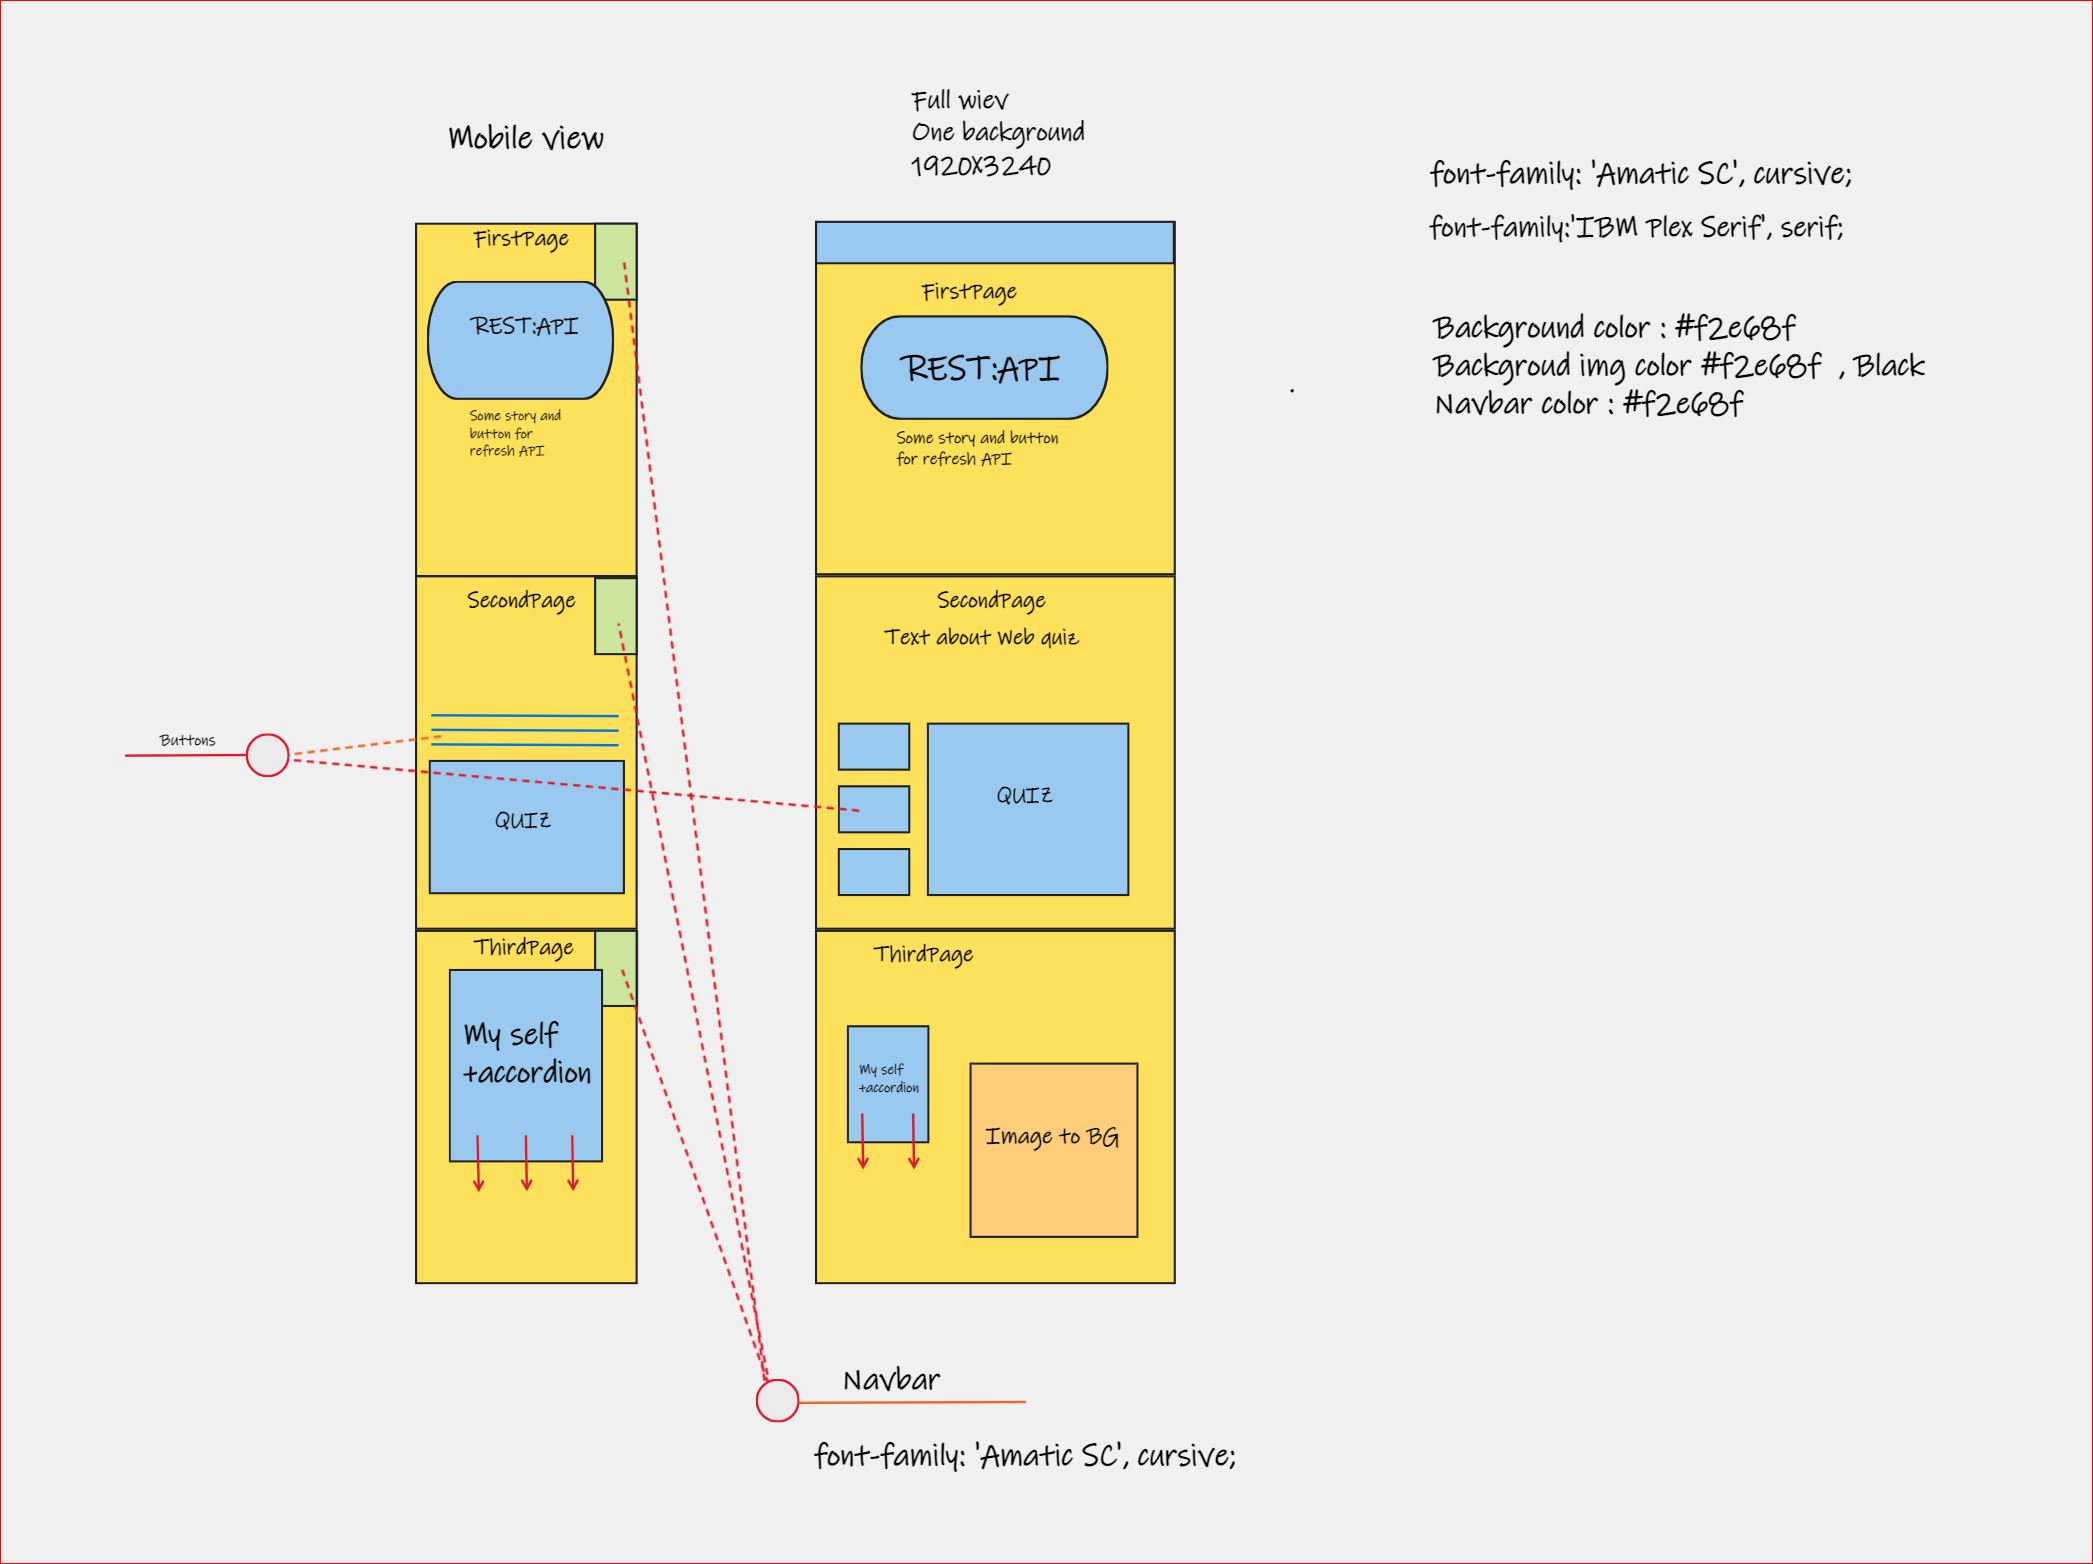 Mobile view
Full wiev
One background
1920X3240
font-family: 'Amatic SC', cursive;
font-family:'IBM Plex Serif', serif;
Background color : #f2e68f
Backgroud img color #f2e68f , Black
Navbar color : #f2e68f
FirstPage
REST:API
Some story and
button for
refresh API
FirstPage
REST:API
Some story and button
for refresh API
SecondPage
SecondPage
Text about Web quiz
Buttons
QUIZ
QUIZ
ThirdPage
My self
+accordion
ThirdPage
My self
+accordion
Image to BG
Navbar
font-family: 'Amatic SC', cursive;